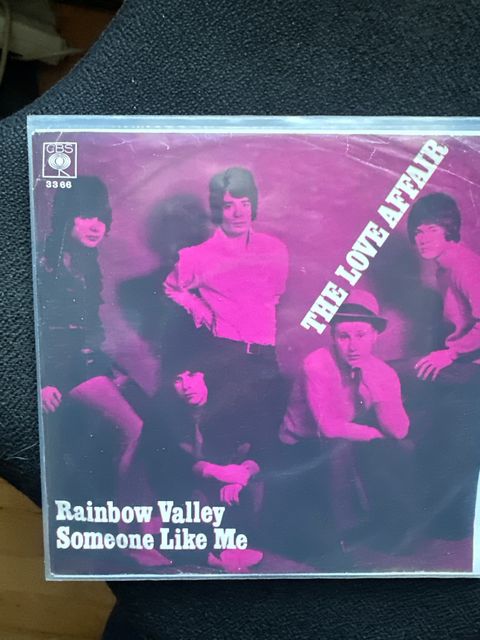 CBS
3366
THE LOVE AFFAIR
Rainbow Valley
Someone Like Me